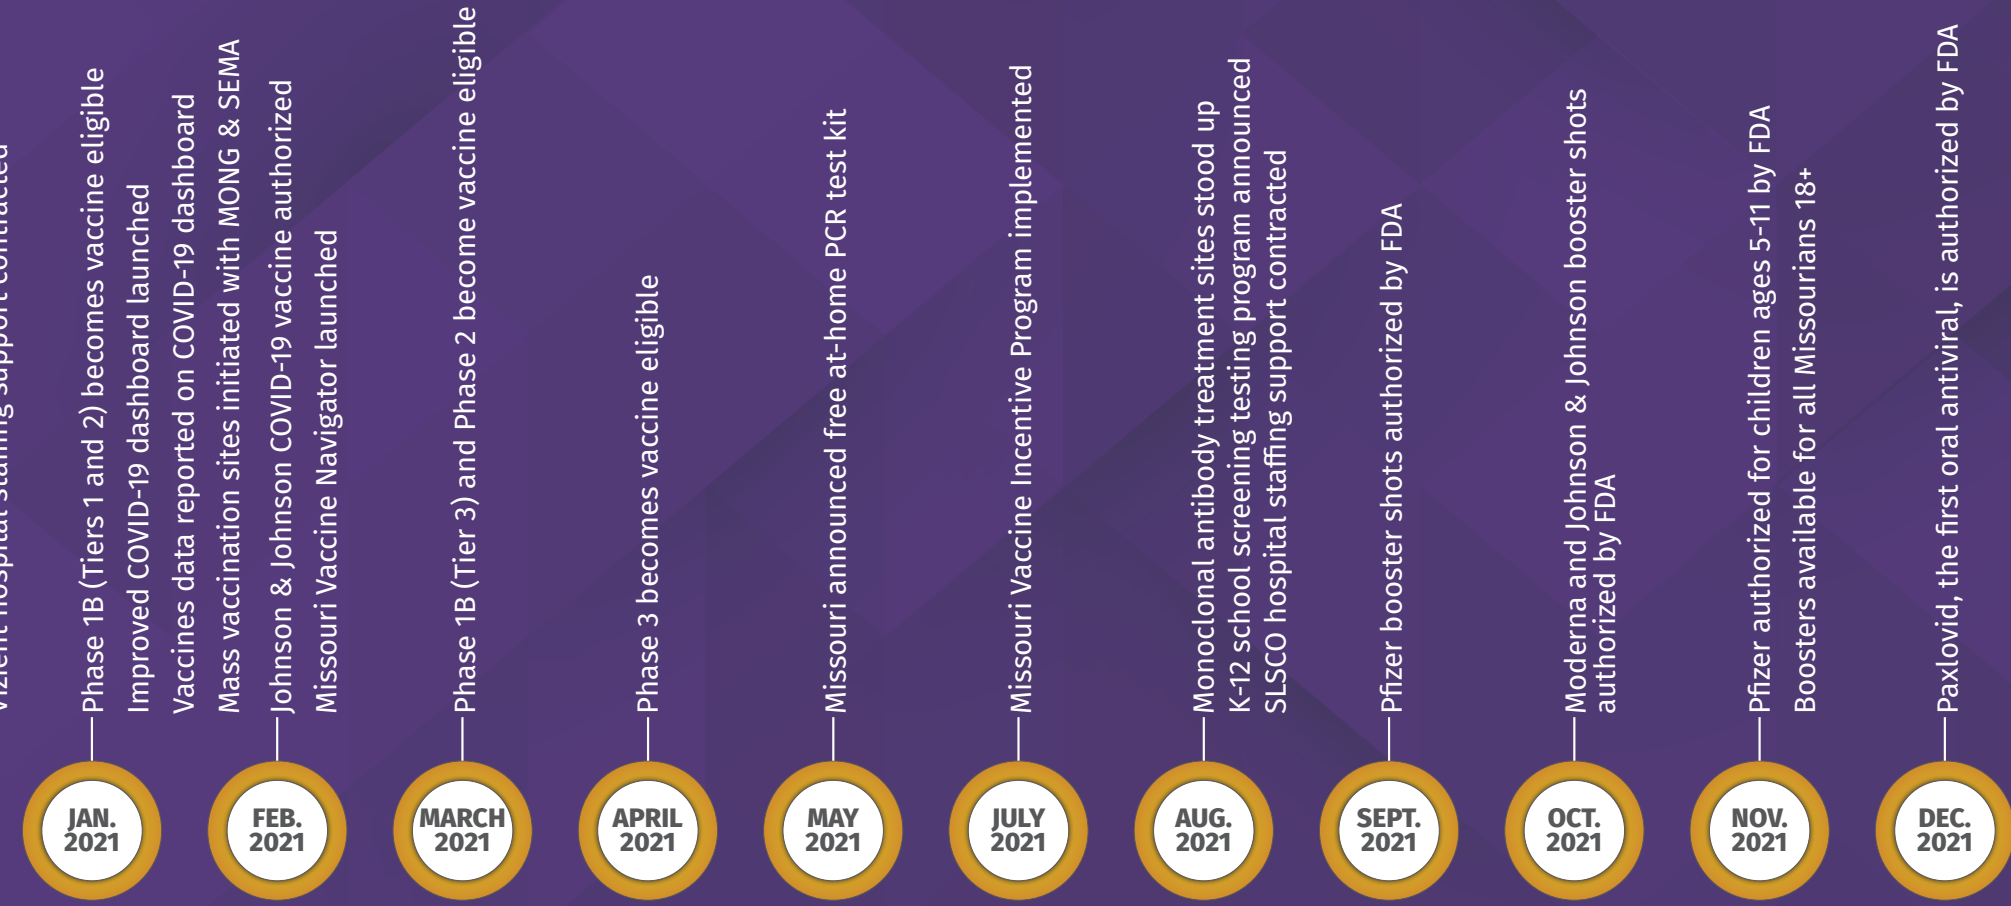 Vizient hospital staffing support contracted
Phase 1B (Tiers 1 and 2) becomes vaccine eligible
Improved COVID-19 dashboard launched
Vaccines data reported on COVID-19 dashboard
Mass vaccination sites initiated with MONG & SEMA
JAN.
2021
Johnson & Johnson COVID-19 vaccine authorized
Missouri Vaccine Navigator launched
FEB.
2021
Phase 1B (Tier 3) and Phase 2 become vaccine eligible
MARCH
2021
Phase 3 becomes vaccine eligible
APRIL
2021
Missouri announced free at-home PCR test kit
MAY
2021
Missouri Vaccine Incentive Program implemented
JULY
2021
Monoclonal antibody treatment sites stood up
K-12 school screening testing program announced
SLSCO hospital staffing support contracted
AUG.
2021
Pfizer booster shots authorized by FDA
SEPT.
2021
Moderna and Johnson & Johnson booster shots
authorized by FDA
OCT.
2021
Pfizer authorized for children ages 5-11 by FDA
Boosters available for all Missourians 18+
NOV.
2021
Paxlovid, the first oral antiviral, is authorized by FDA
DEC.
2021